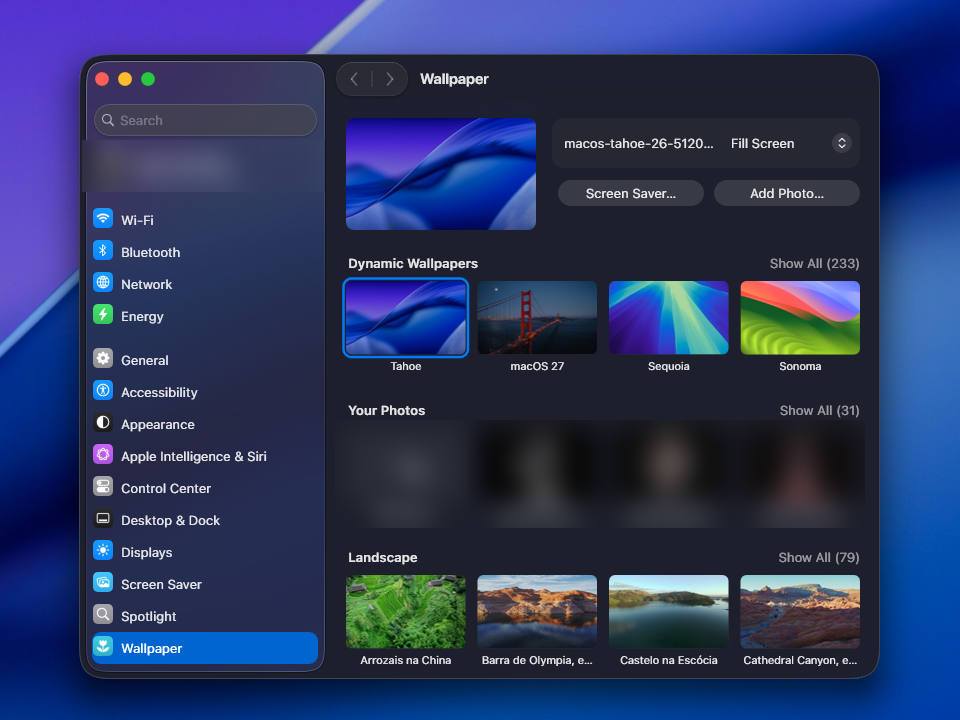 Search
Wi-Fi
Bluetooth
Network
Energy
General
Accessibility
Appearance
Apple Intelligence & Siri
Control Center
Desktop & Dock
Displays
Screen Saver
Spotlight
Wallpaper
Wallpaper
macos-tahoe-26-5120... Fill Screen
Screen Saver... Add Photo...
Dynamic Wallpapers Show All (233)
Tahoe macOS 27 Sequoia Sonoma
Your Photos Show All (31)
Landscape Show All (79)
Arrozais na China Barra de Olympia, e... Castelo na Escócia Cathedral Canyon, e...